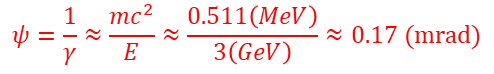 ψ = 1/γ ≈ mc²/E ≈ 0.511(MeV)/3(GeV) ≈ 0.17 (mrad)